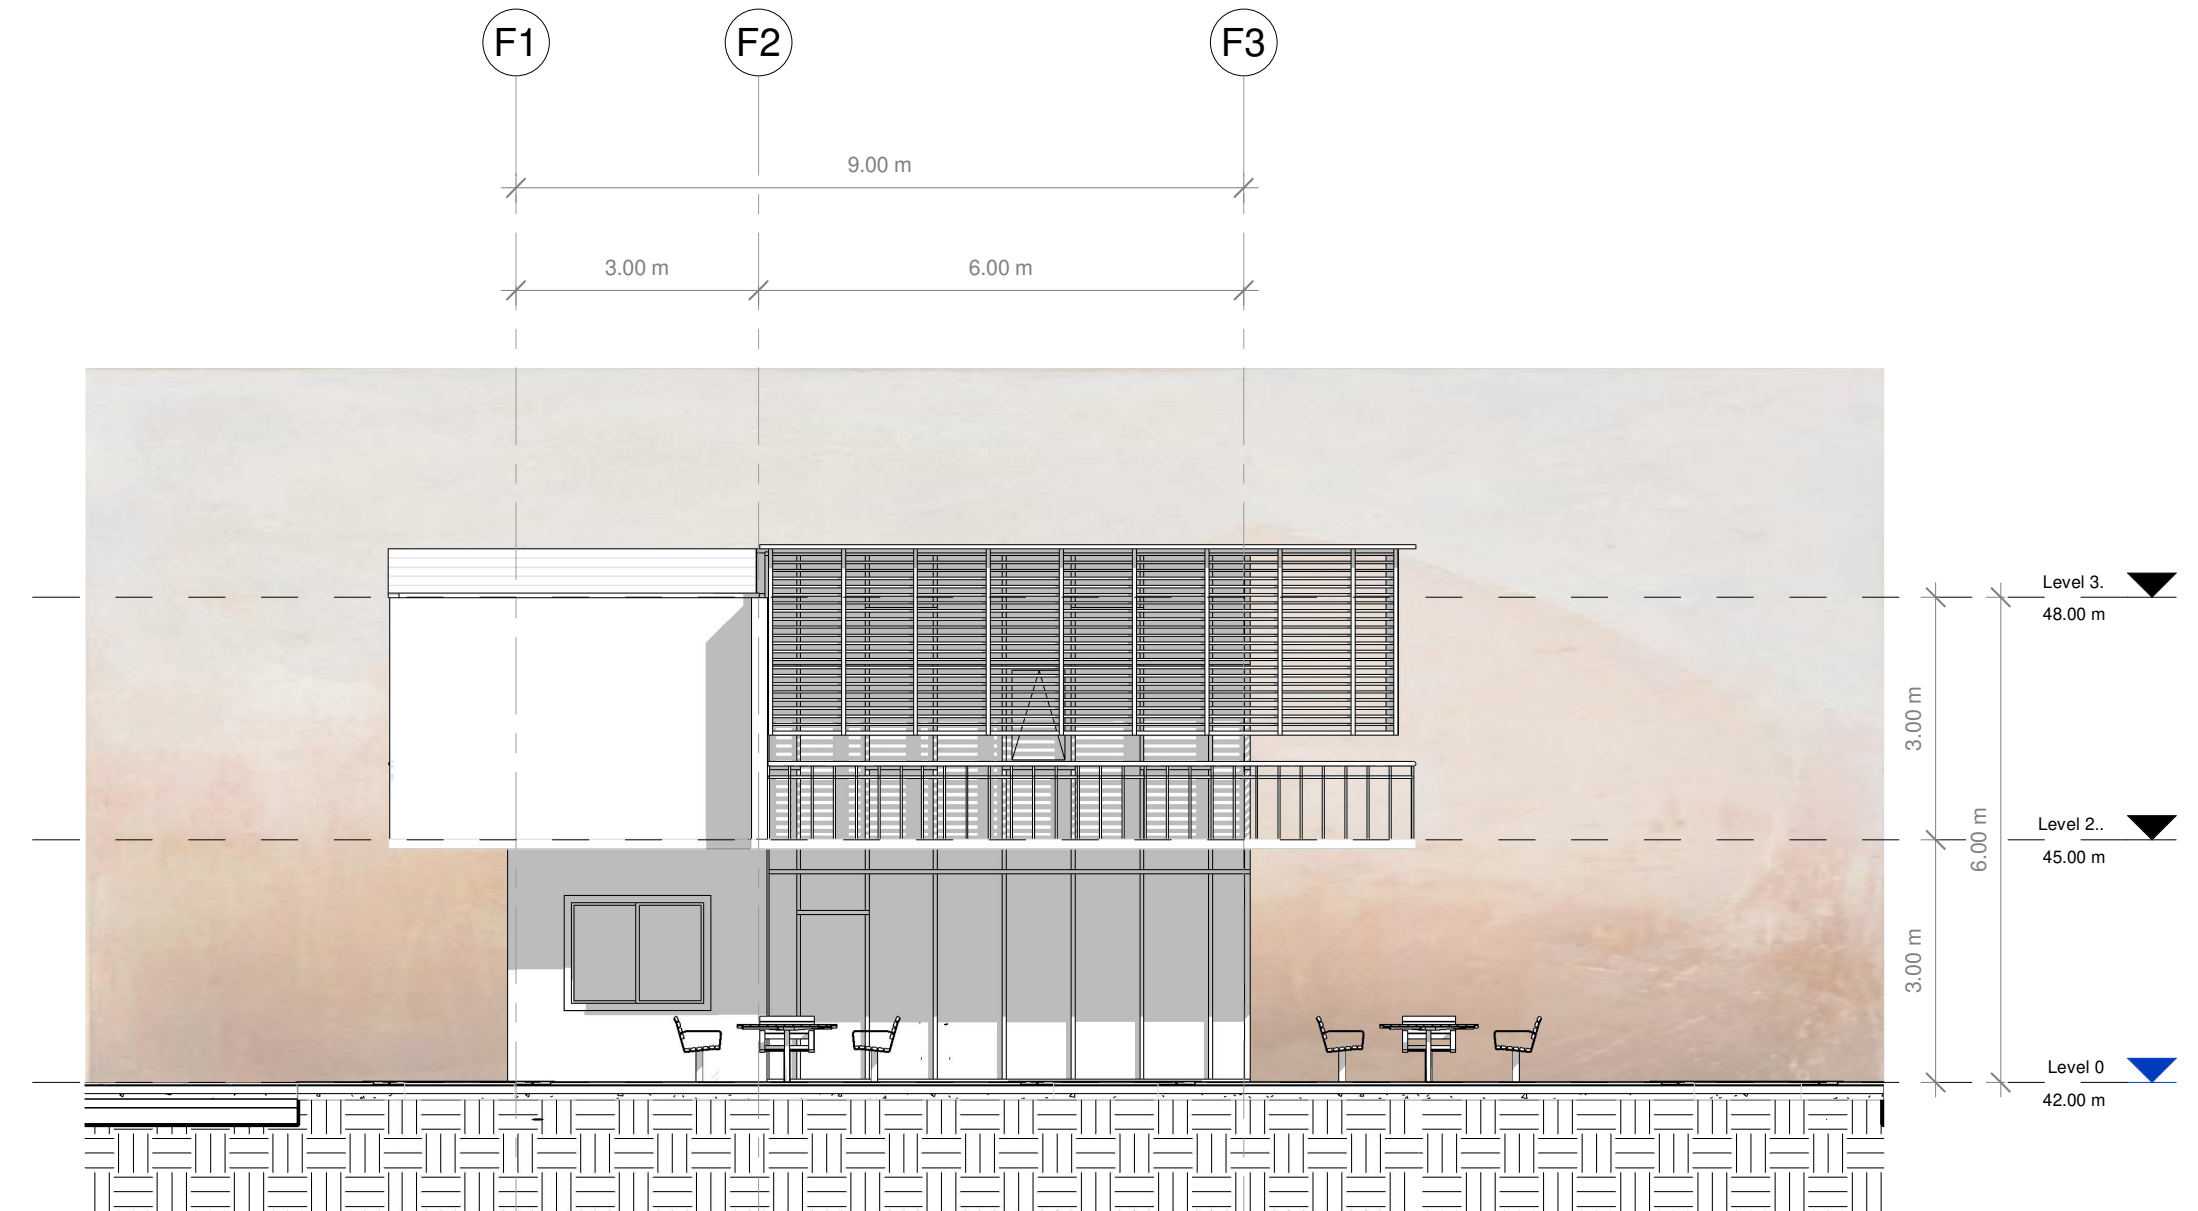 F1 F2 F3
9.00 m
3.00 m 6.00 m
Level 3.
48.00 m
3.00 m
Level 2..
45.00 m
6.00 m
3.00 m
Level 0
42.00 m